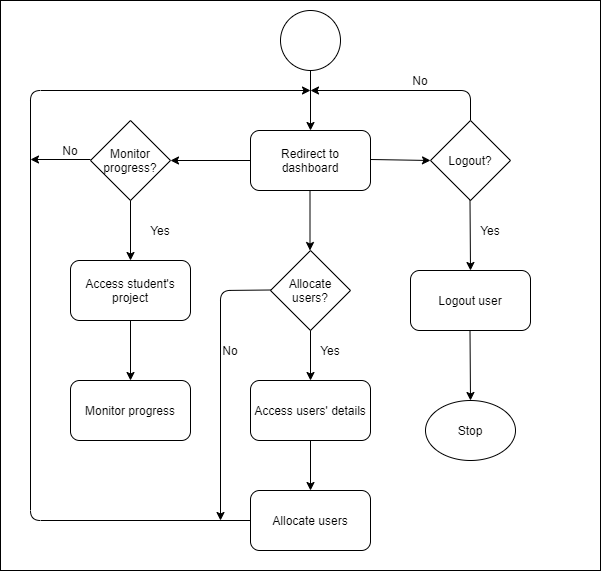 No
No
Monitor
progress?
Redirect to
dashboard
Logout?
Yes
Yes
Access student's
project
Allocate
users?
Logout user
No
Yes
Monitor progress
Access users' details
Stop
Allocate users